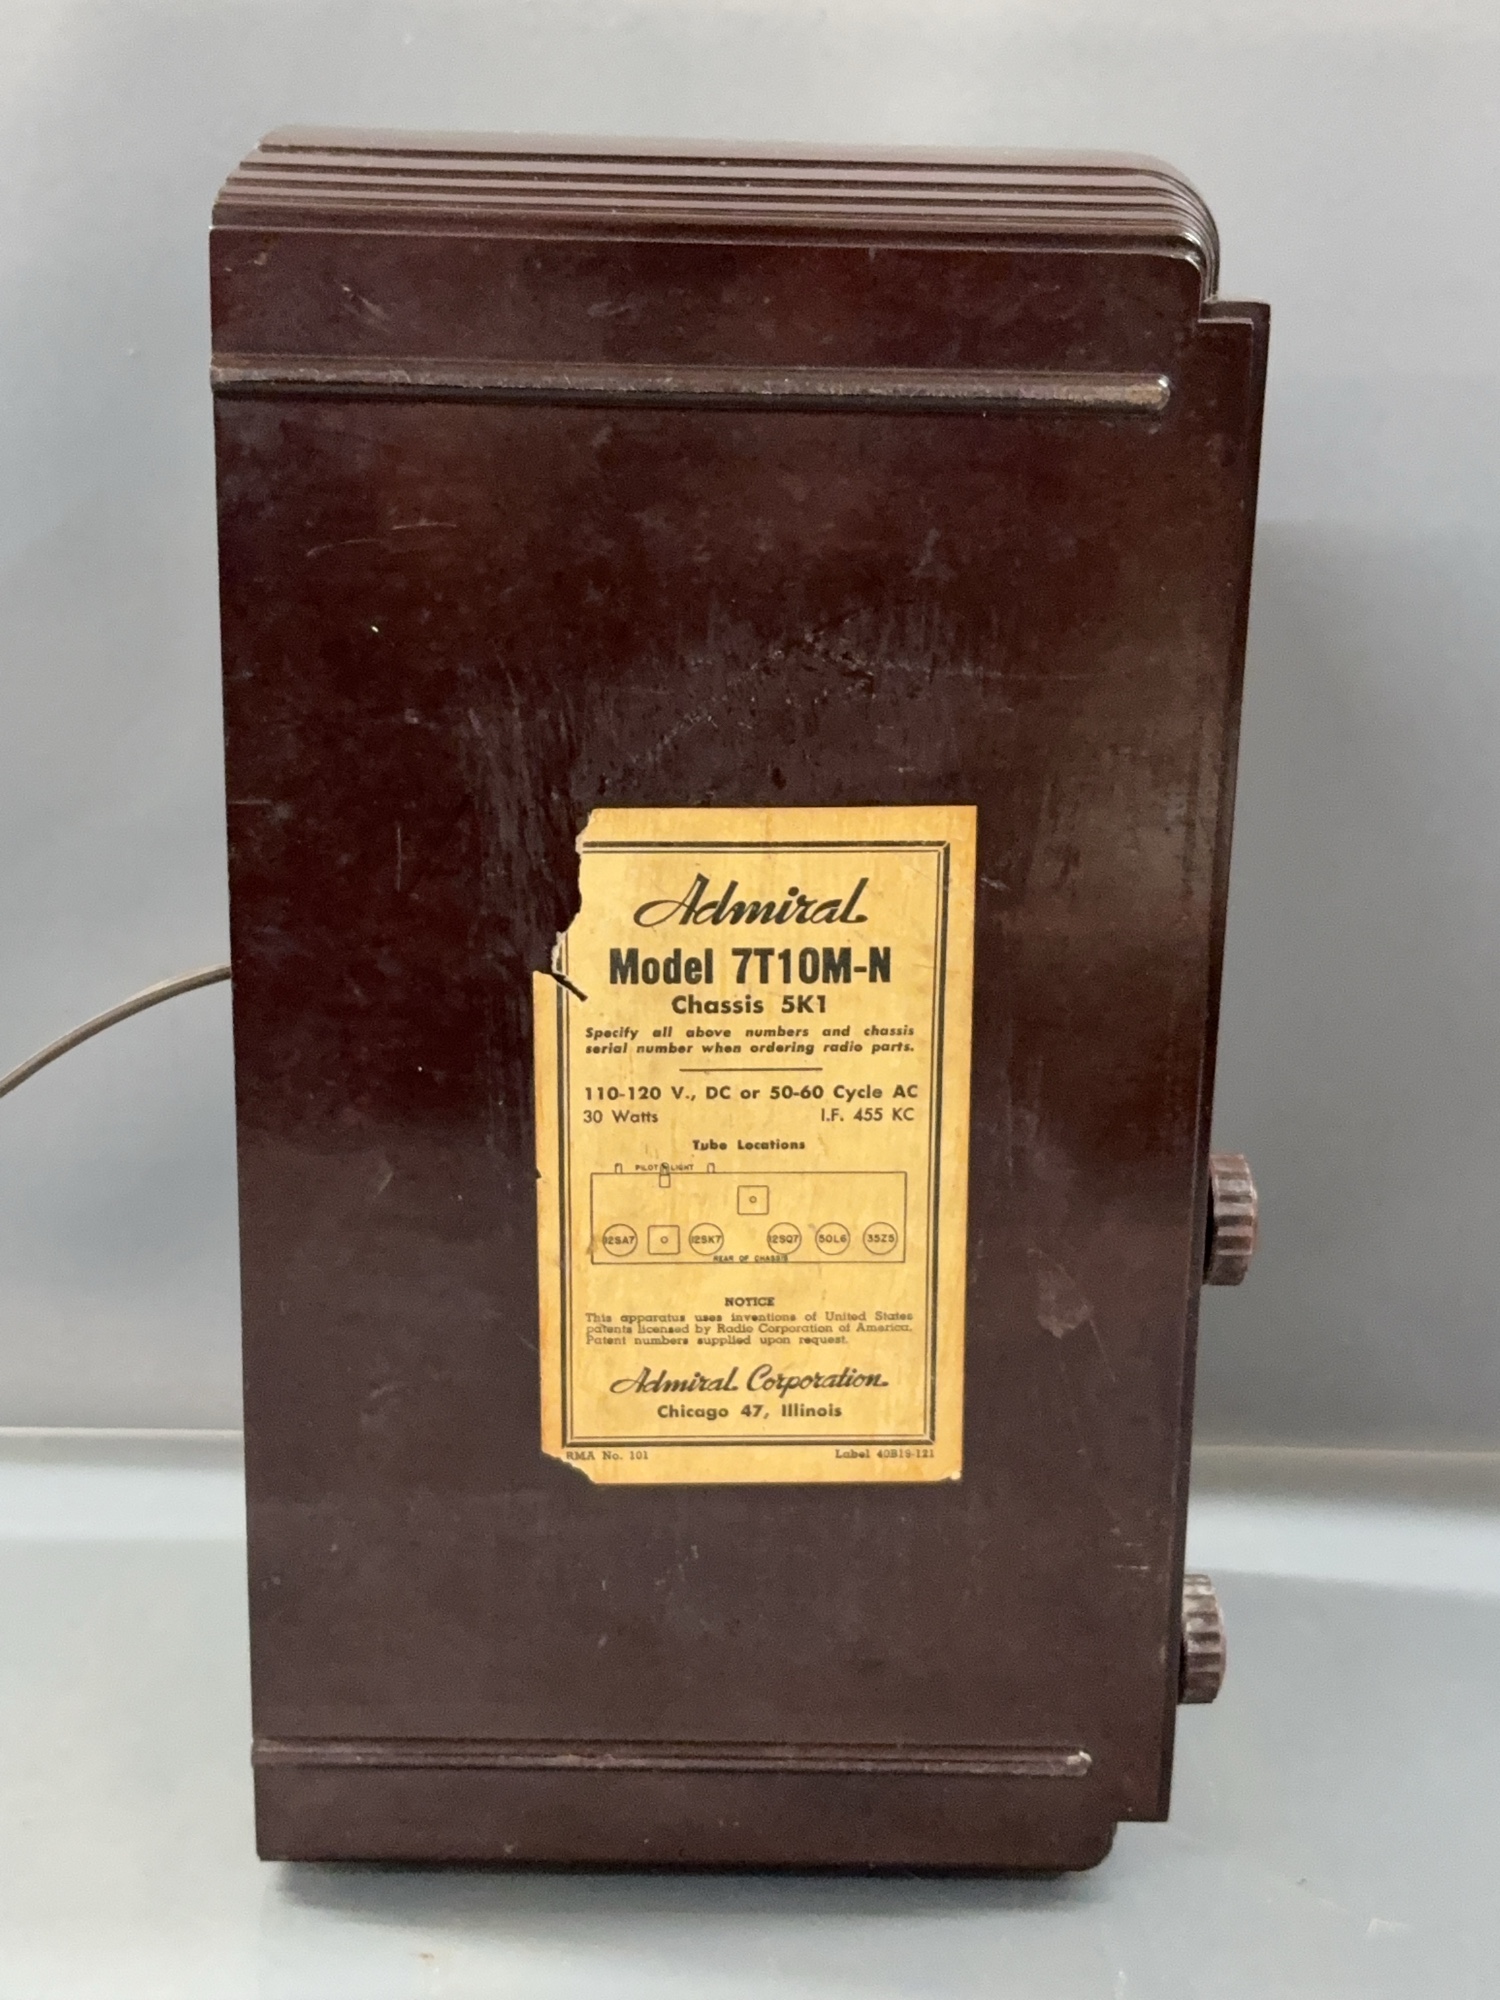 Admiral
Model 7T10M-N
Chassis 5K1
Specify all above numbers and chassis
serial number when ordering radio parts.
110-120 V., DC or 50-60 Cycle AC
30 Watts I.F. 455 KC
Tube Locations
PILOT LIGHT
12SA7 12SK7 12SQ7 50L6 35Z5
REAR OF CHASSIS
NOTICE
This apparatus uses inventions of United States
patents licensed by Radio Corporation of America.
Patent numbers supplied upon request.
Admiral Corporation
Chicago 47, Illinois
RMA No. 101 Label 40B19-121